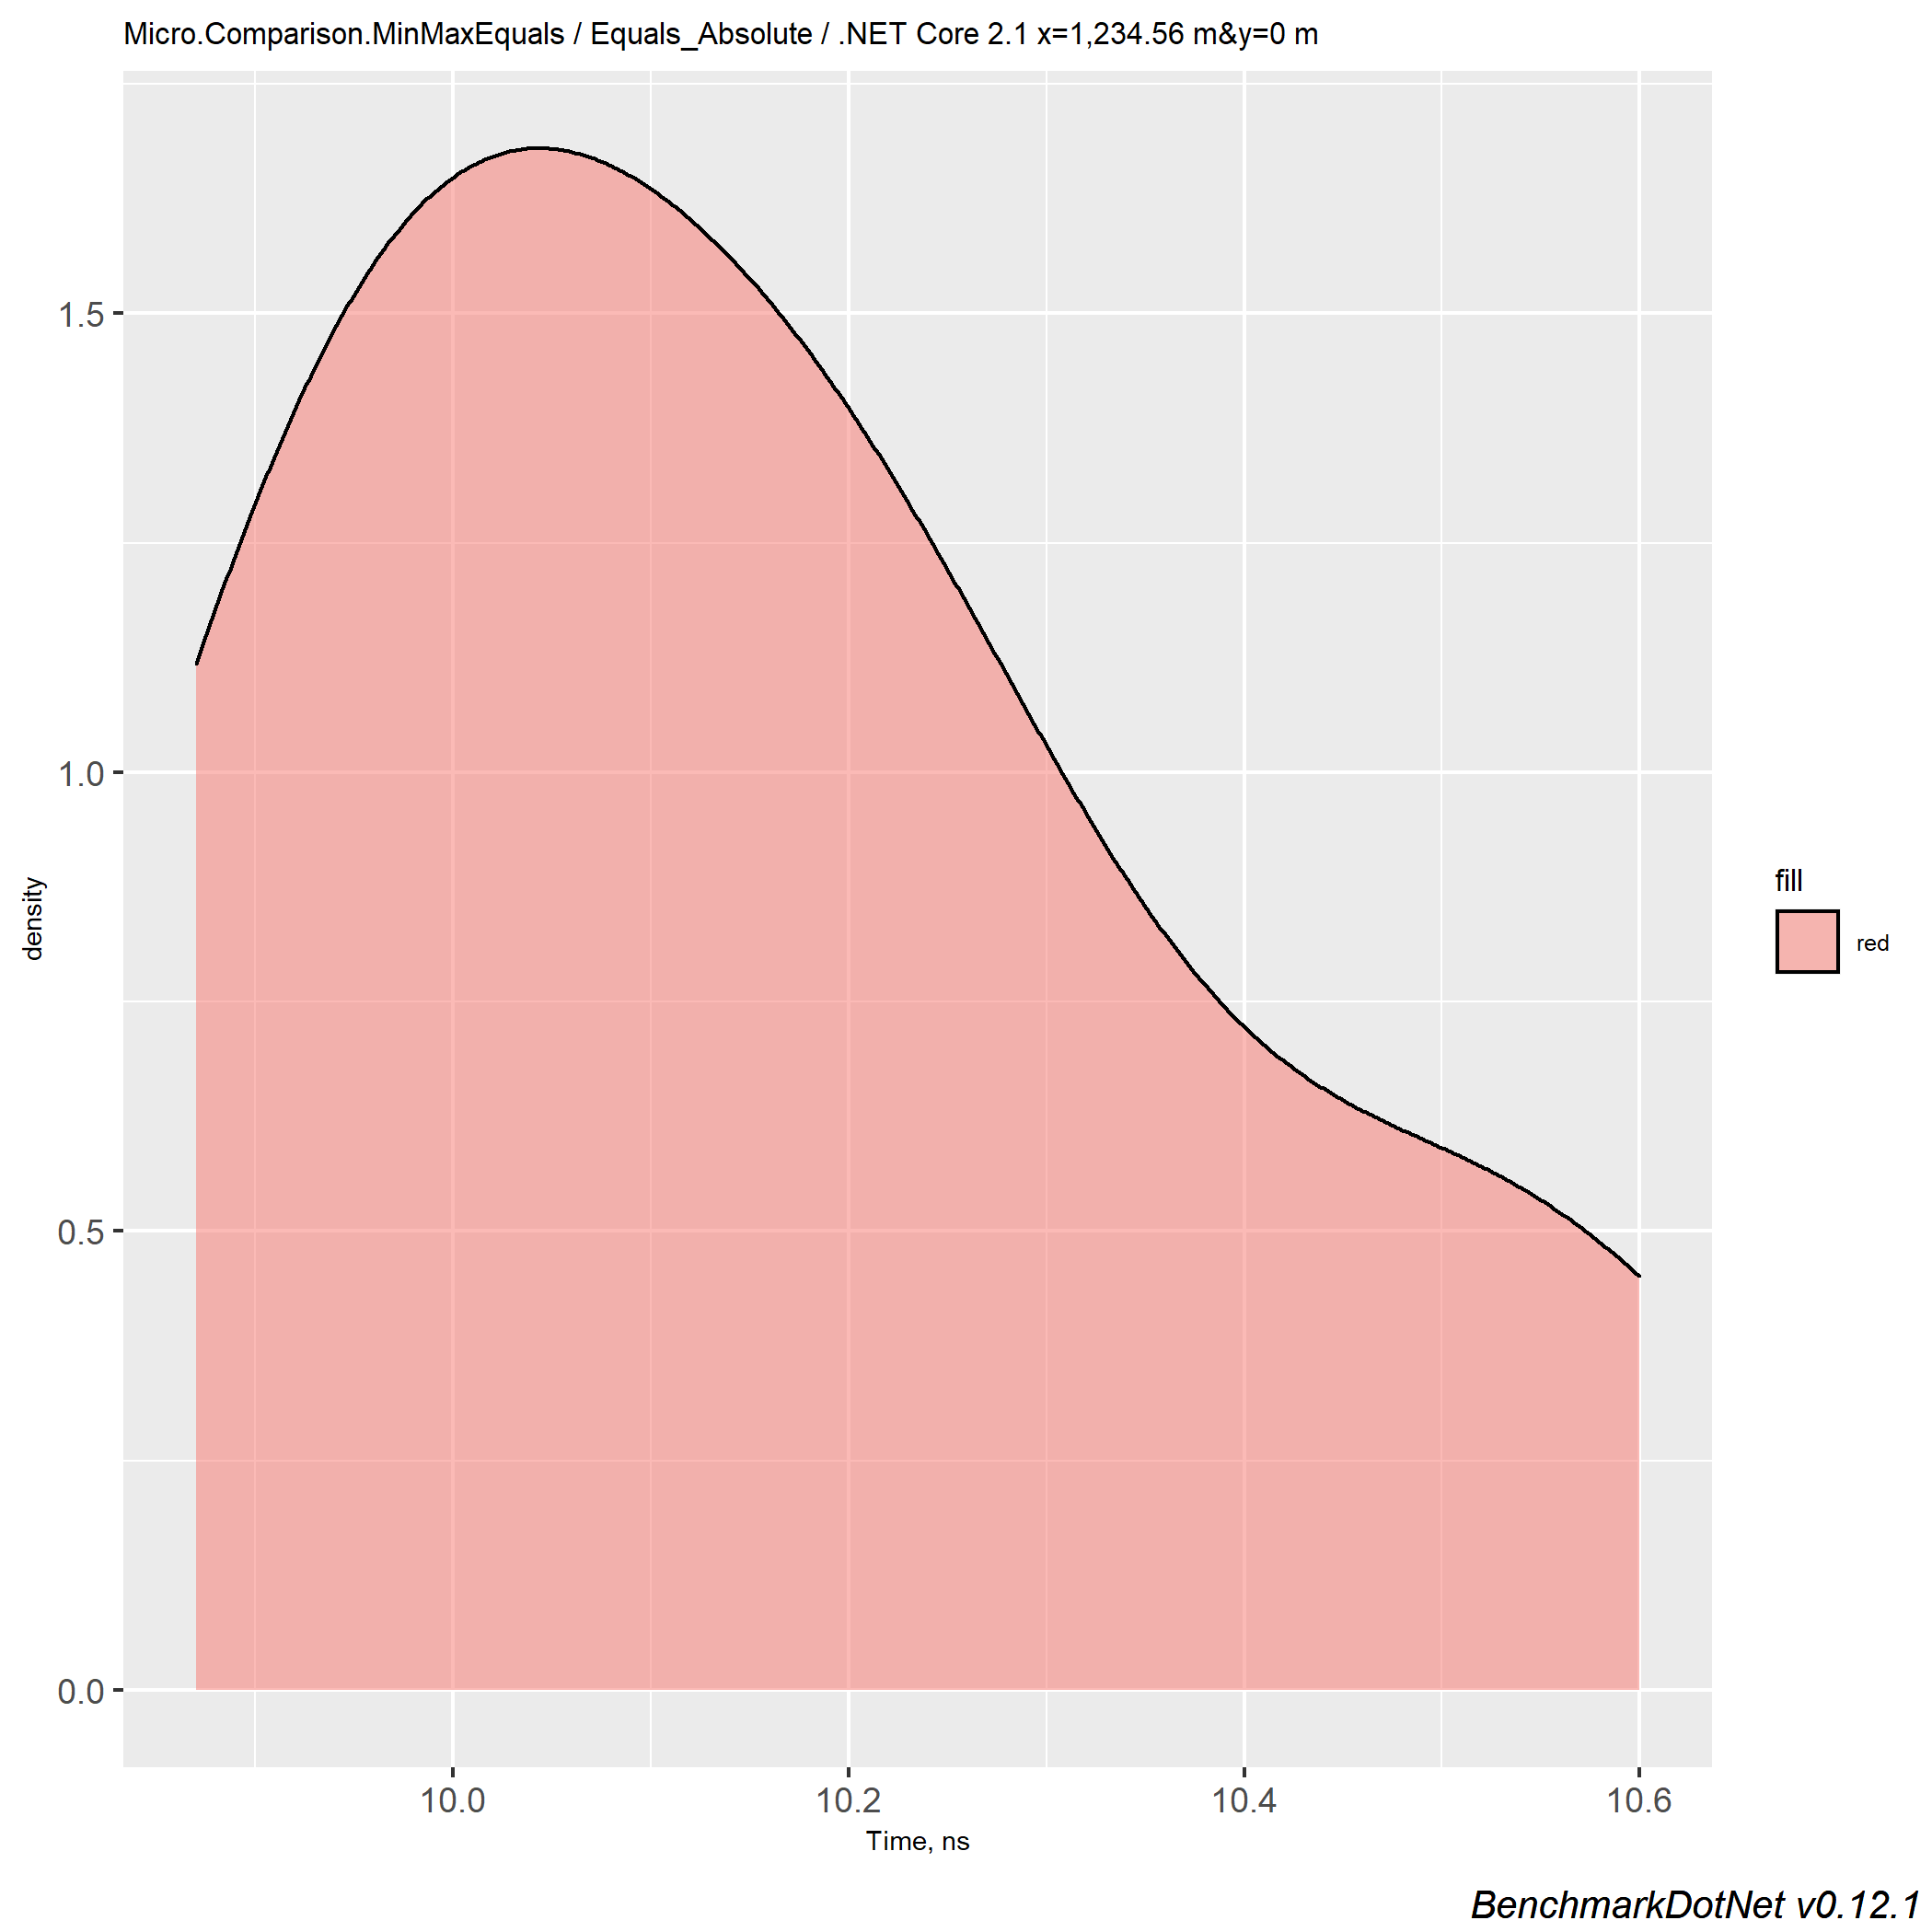 Micro.Comparison.MinMaxEquals / Equals_Absolute / .NET Core 2.1 x=1,234.56 m&y=0 m
1.5
1.0
0.5
0.0
density
10.0
10.2
10.4
10.6
Time, ns
fill
red
BenchmarkDotNet v0.12.1